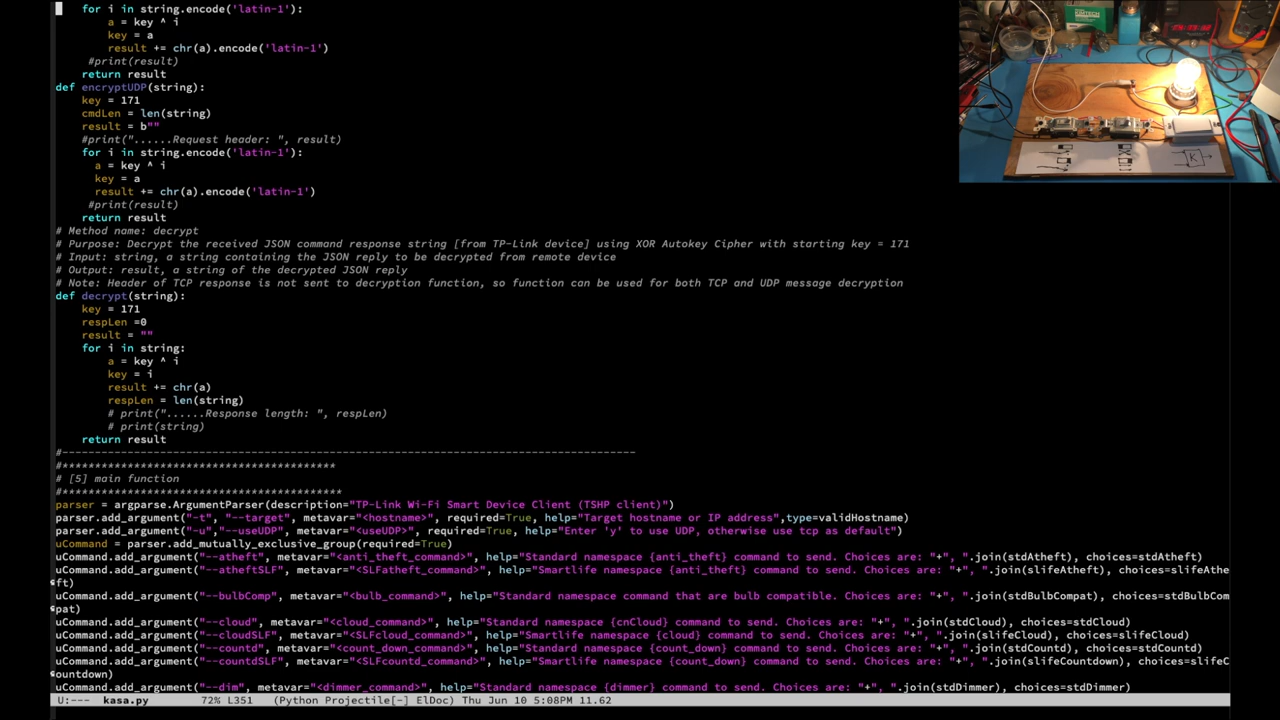 for i in string.encode('latin-1'):
a = key ^ i
key = a
result += chr(a).encode('latin-1')
#print(result)
return result
def encryptUDP(string):
key = 171
cmdLen = len(string)
result = b""
#print("......Request header: ", result)
for i in string.encode('latin-1'):
a = key ^ i
key = a
result += chr(a).encode('latin-1')
#print(result)
return result
# Method name: decrypt
# Purpose: Decrypt the received JSON command response string [from TP-Link device] using XOR Autokey Cipher with starting key = 171
# Input: string, a string containing the JSON reply to be decrypted from remote device
# Output: result, a string of the decrypted JSON reply
# Note: Header of TCP response is not sent to decryption function, so function can be used for both TCP and UDP message decryption
def decrypt(string):
key = 171
respLen =0
result = ""
for i in string:
a = key ^ i
key = i
result += chr(a)
respLen = len(string)
# print("......Response length: ", respLen)
# print(string)
return result
#----------------------------------------------------------------------------------------
#******************************************
# [5] main function
#*******************************************
parser = argparse.ArgumentParser(description="TP-Link Wi-Fi Smart Device Client (TSHP client)")
parser.add_argument("-t", "--target", metavar="<hostname>", required=True, help="Target hostname or IP address",type=validHostname)
parser.add_argument("-u","--useUDP", metavar="<useUDP>", required=True, help="Enter 'y' to use UDP, otherwise use tcp as default")
uCommand = parser.add_mutually_exclusive_group(required=True)
uCommand.add_argument("--atheft", metavar="<anti_theft_command>", help="Standard namespace {anti_theft} command to send. Choices are: "+", ".join(stdAtheft), choices=stdAtheft)
uCommand.add_argument("--atheftSLF", metavar="<SLFatheft_command>", help="Smartlife namespace {anti_theft} command to send. Choices are: "+", ".join(slifeAtheft), choices=slifeAthe
ft)
uCommand.add_argument("--bulbComp", metavar="<bulb_command>", help="Standard namespace command that are bulb compatible. Choices are: "+", ".join(stdBulbCompat), choices=stdBulbCom
pat)
uCommand.add_argument("--cloud", metavar="<cloud_command>", help="Standard namespace {cnCloud} command to send. Choices are: "+", ".join(stdCloud), choices=stdCloud)
uCommand.add_argument("--cloudSLF", metavar="<SLFcloud_command>", help="Smartlife namespace {cloud} command to send. Choices are: "+", ".join(slifeCloud), choices=slifeCloud)
uCommand.add_argument("--countd", metavar="<count_down_command>", help="Standard namespace {count_down} command to send. Choices are: "+", ".join(stdCountd), choices=stdCountd)
uCommand.add_argument("--countdSLF", metavar="<SLFcountd_command>", help="Smartlife namespace {count_down} command to send. Choices are: "+", ".join(slifeCountdown), choices=slifeC
ountdown)
uCommand.add_argument("--dim", metavar="<dimmer_command>", help="Standard namespace {dimmer} command to send. Choices are: "+", ".join(stdDimmer), choices=stdDimmer)
U:--- kasa.py 72% L351 (Python Projectile[-] ElDoc) Thu Jun 10 5:08PM 11.62
K